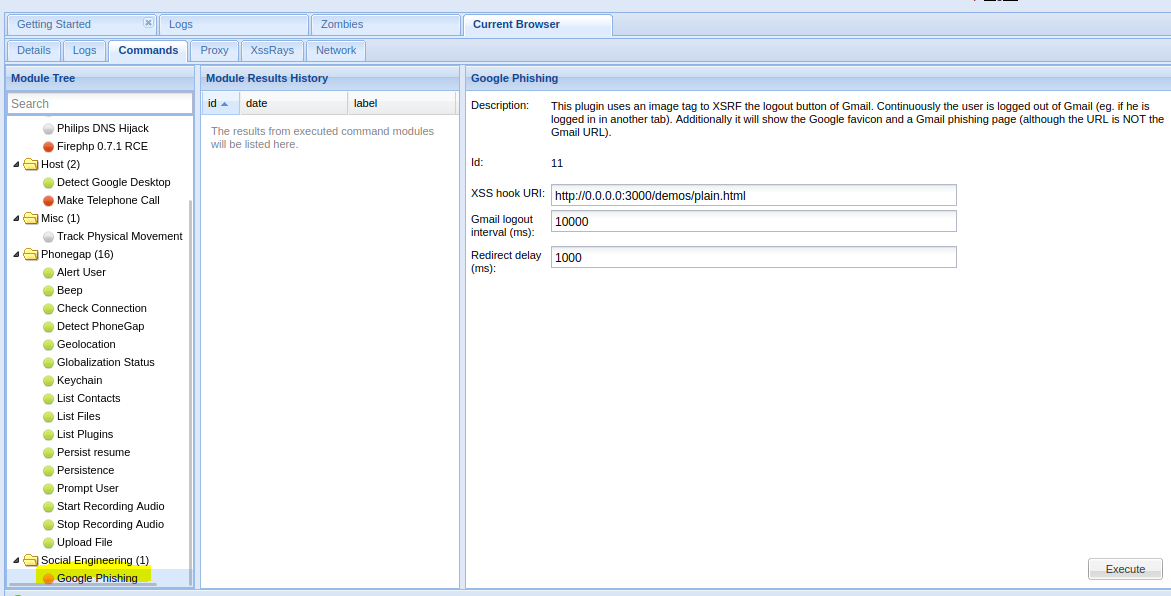 Getting Started
Logs
Zombies
Current Browser
Details
Logs
Commands
Proxy
XssRays
Network
Module Tree
Search
Philips DNS Hijack
Firephp 0.7.1 RCE
Host (2)
Detect Google Desktop
Make Telephone Call
Misc (1)
Track Physical Movement
Phonegap (16)
Alert User
Beep
Check Connection
Detect PhoneGap
Geolocation
Globalization Status
Keychain
List Contacts
List Files
List Plugins
Persist resume
Persistence
Prompt User
Start Recording Audio
Stop Recording Audio
Upload File
Social Engineering (1)
Google Phishing
Module Results History
id
date
label
The results from executed command modules
will be listed here.
Google Phishing
Description:
This plugin uses an image tag to XSRF the logout button of Gmail. Continuously the user is logged out of Gmail (eg. if he is
logged in in another tab). Additionally it will show the Google favicon and a Gmail phishing page (although the URL is NOT the
Gmail URL).
Id:
11
XSS hook URI:
http://0.0.0.0:3000/demos/plain.html
Gmail logout
interval (ms):
10000
Redirect delay
(ms):
1000
Execute